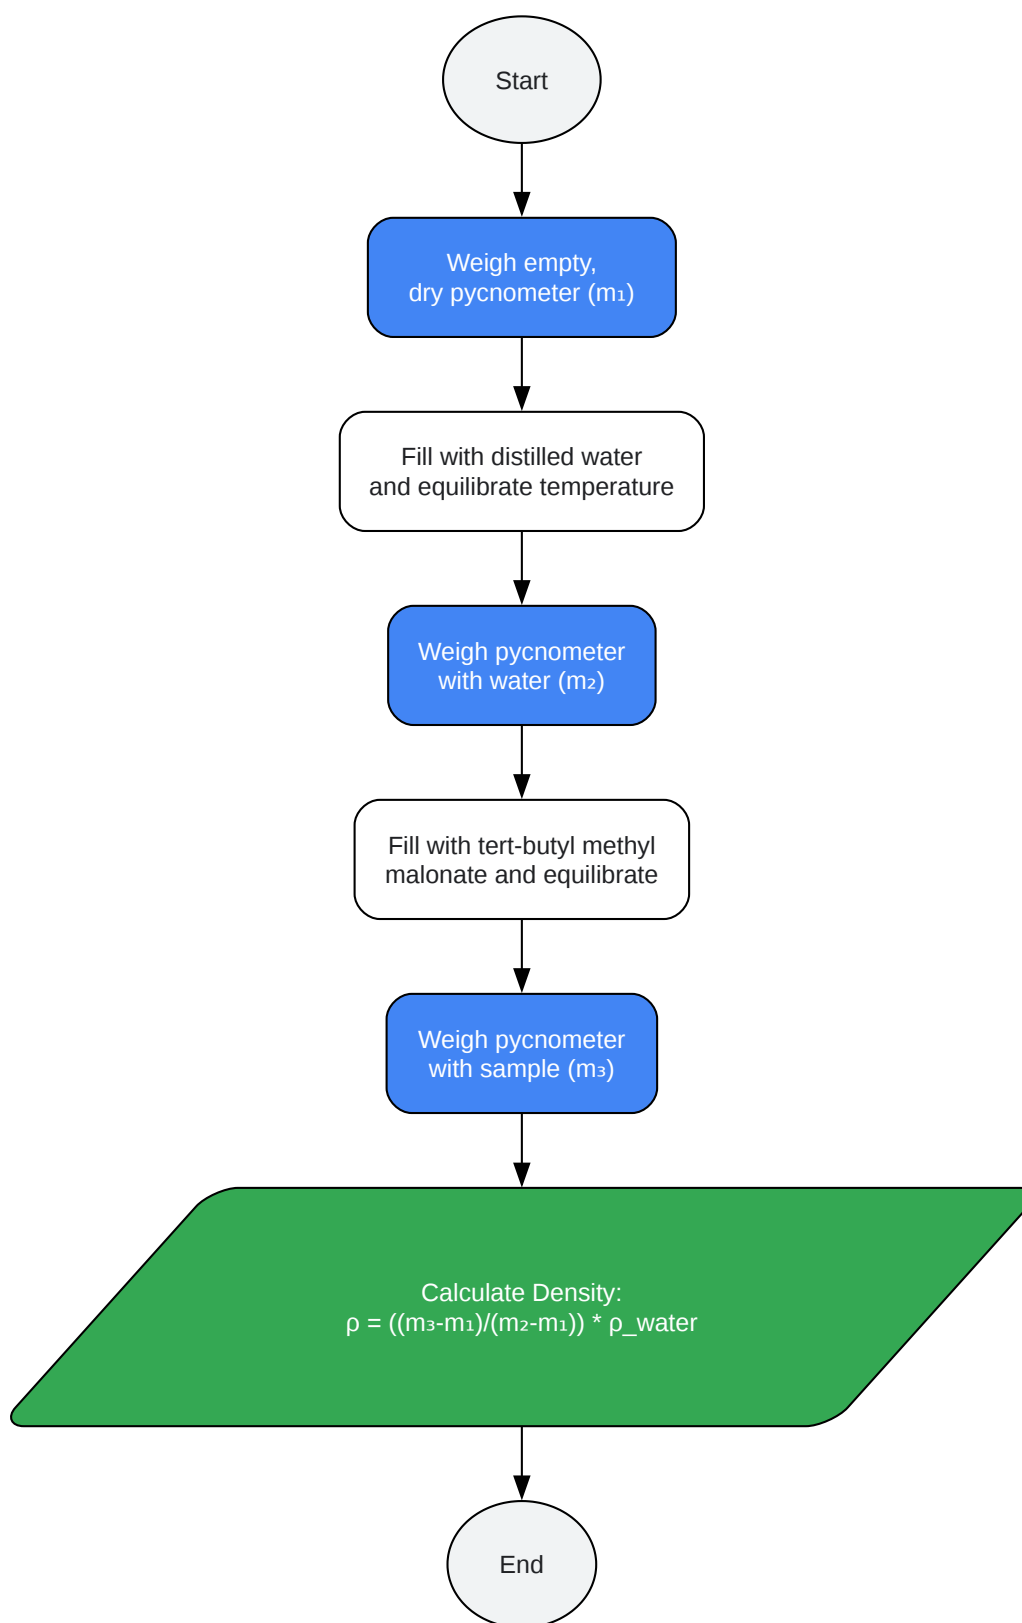 Start
Weigh empty,
dry pycnometer (m₁)
Fill with distilled water
and equilibrate temperature
Weigh pycnometer
with water (m₂)
Fill with tert-butyl methyl
malonate and equilibrate
Weigh pycnometer
with sample (m₃)
Calculate Density:
ρ = ((m₃-m₁)/(m₂-m₁)) * ρ_water
End